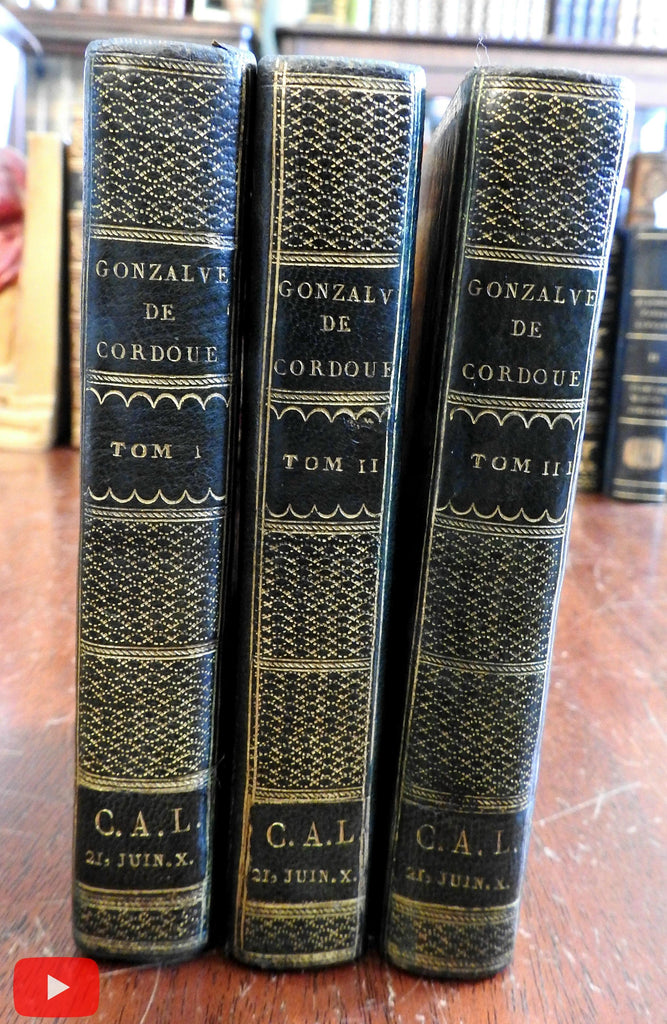 GONZALVE
DE
CORDOUE
TOM I
C. A. L.
21, JUIN. X.
GONZALV
DE
CORDOUE
TOM II
C. A. L
21, JUIN. X.
GONZALVE
DE
CORDOUE
TOM III
C. A. L.
21, JUIN. X.